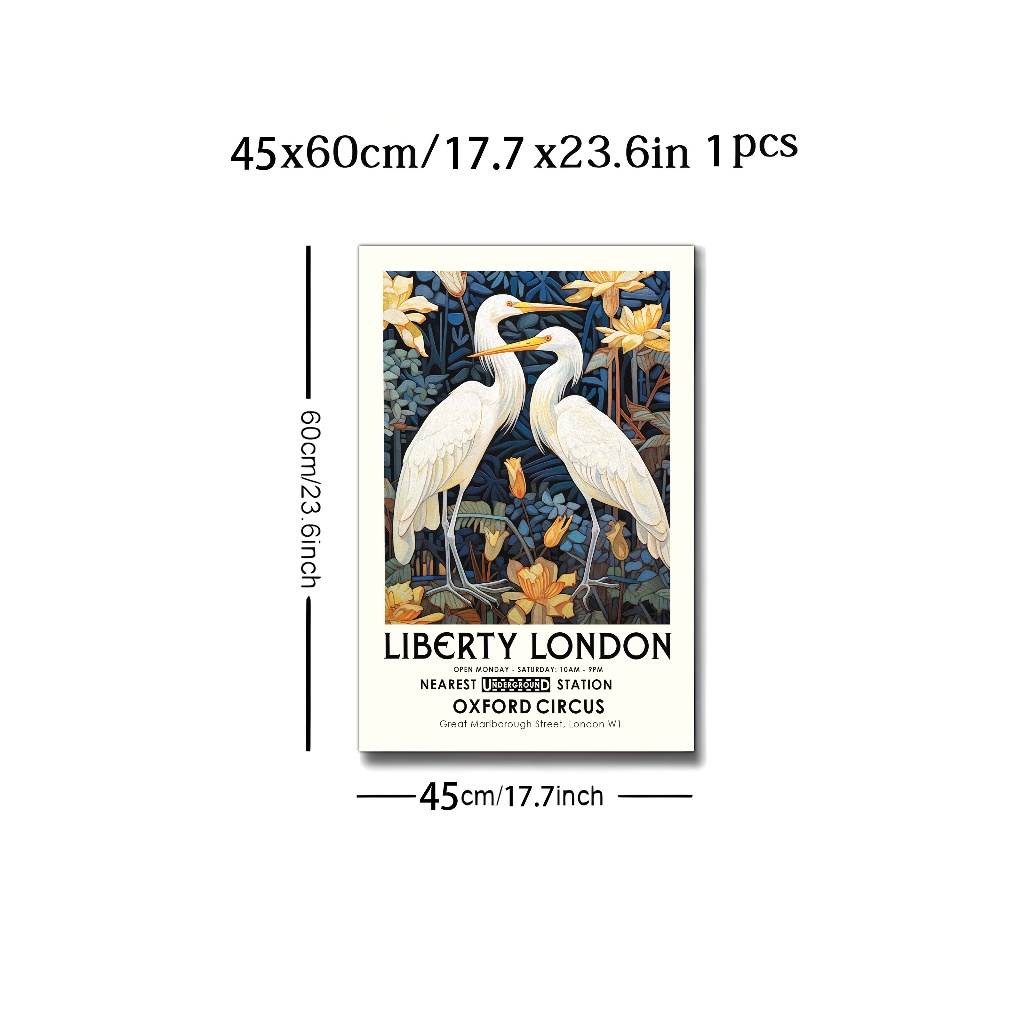 45x60cm/17.7 x23.6in 1pcs
60cm/23.6inch
LIBERTY LONDON
OPEN MONDAY - SATURDAY: 10AM - 9PM
NEAREST UNDERGROUND STATION
OXFORD CIRCUS
Great Marlborough Street, London W1
45cm/17.7inch